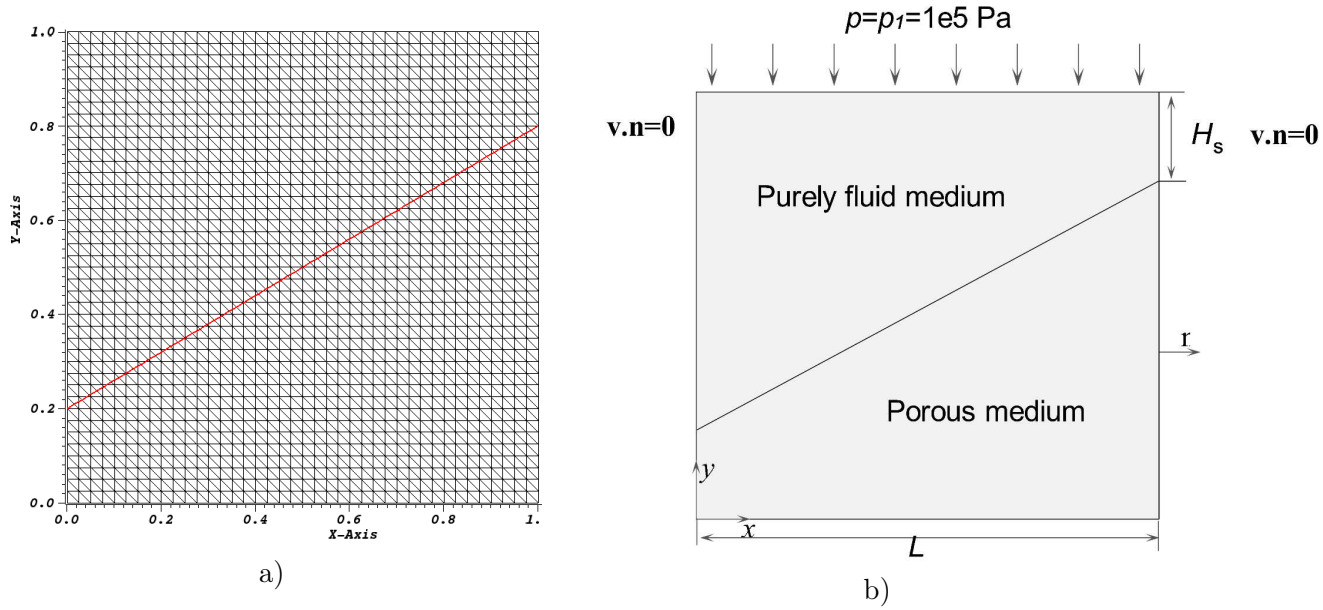 1.0
0.8
0.6
0.4
0.2
0.0
Y-Axis
0.0 0.2 0.4 0.6 0.8 1.
X-Axis
a)
p=p₁=1e5 Pa
v.n=0
Hₛ v.n=0
Purely fluid medium
r
Porous medium
y
x
L
b)